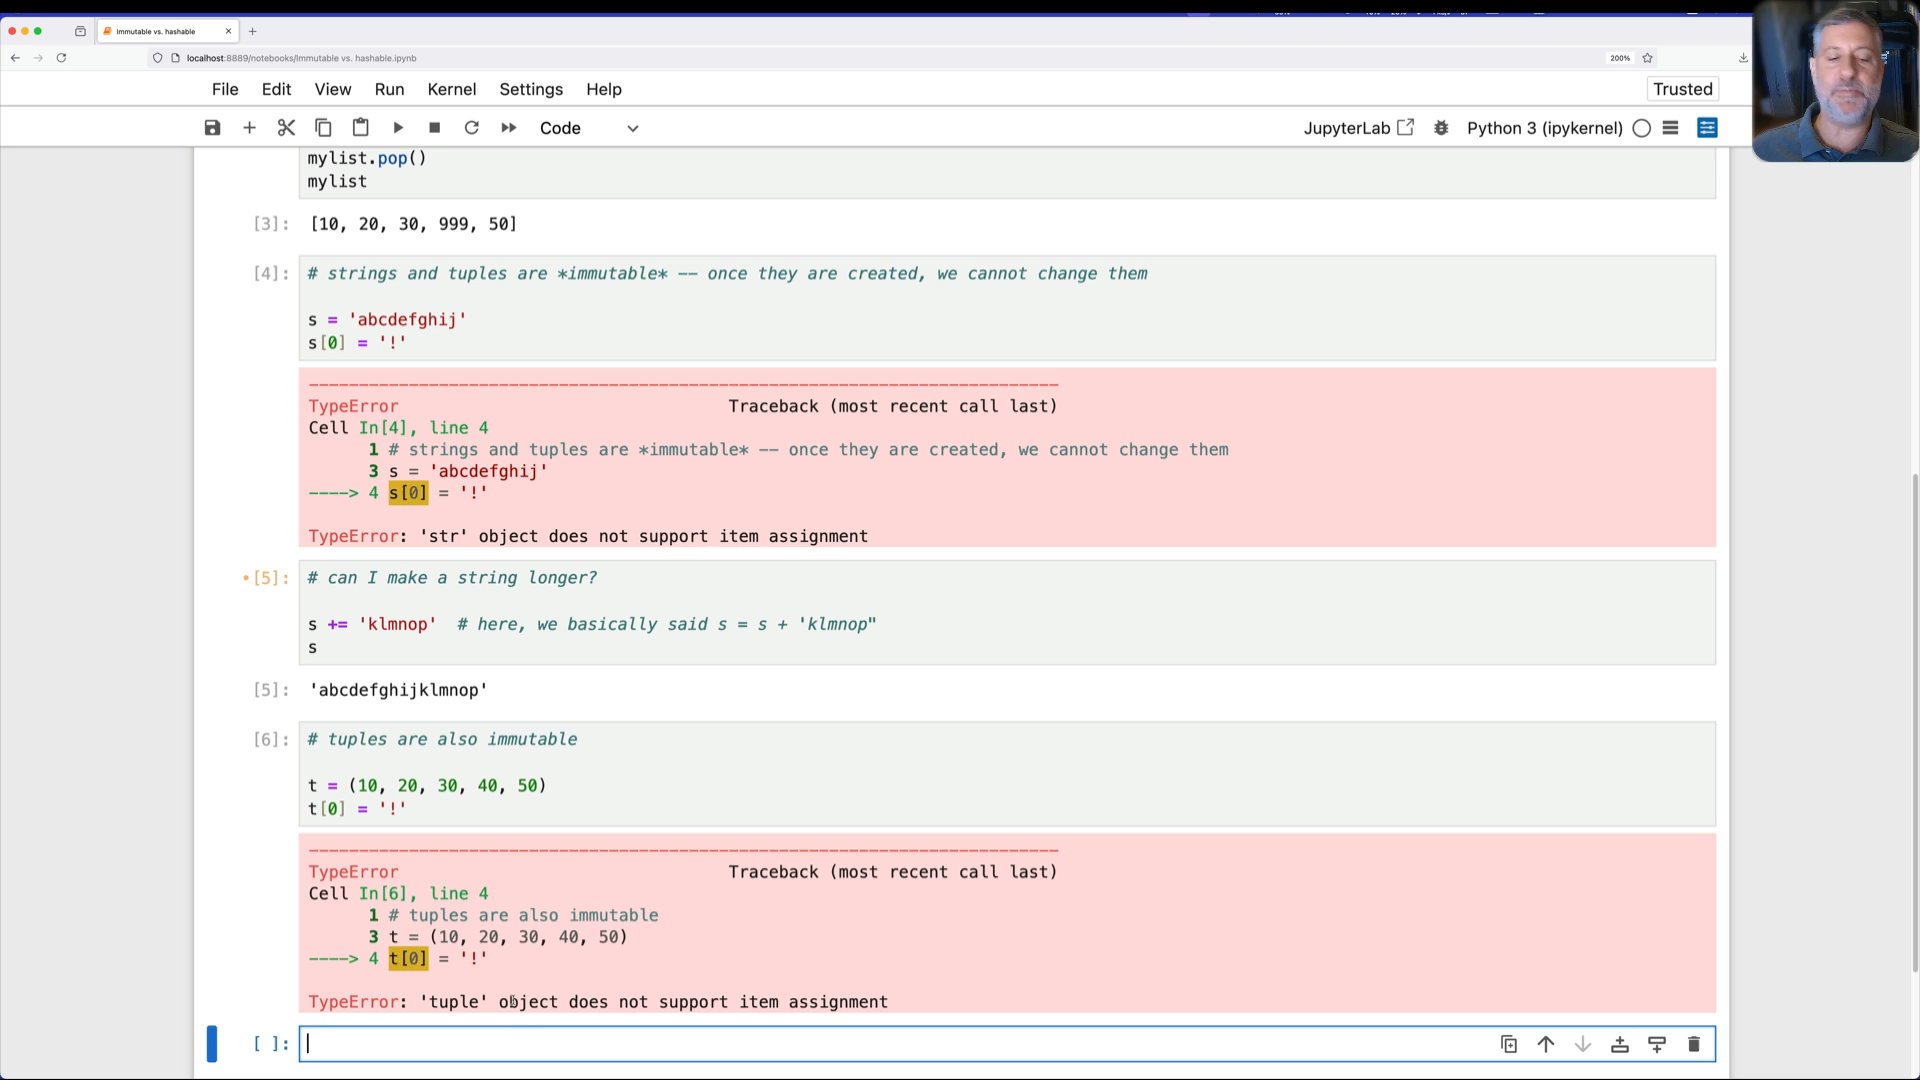 Immutable vs. hashable
localhost:8889/notebooks/Immutable vs. hashable.ipynb
200%
File Edit View Run Kernel Settings Help
Trusted
Code
JupyterLab
Python 3 (ipykernel)
mylist.pop()
mylist
[3]: [10, 20, 30, 999, 50]
[4]: # strings and tuples are *immutable* -- once they are created, we cannot change them
s = 'abcdefghij'
s[0] = '!'
---------------------------------------------------------------------------
TypeError Traceback (most recent call last)
Cell In[4], line 4
1 # strings and tuples are *immutable* -- once they are created, we cannot change them
3 s = 'abcdefghij'
----> 4 s[0] = '!'
TypeError: 'str' object does not support item assignment
•[5]: # can I make a string longer?
s += 'klmnop' # here, we basically said s = s + 'klmnop"
s
[5]: 'abcdefghijklmnop'
[6]: # tuples are also immutable
t = (10, 20, 30, 40, 50)
t[0] = '!'
---------------------------------------------------------------------------
TypeError Traceback (most recent call last)
Cell In[6], line 4
1 # tuples are also immutable
3 t = (10, 20, 30, 40, 50)
----> 4 t[0] = '!'
TypeError: 'tuple' object does not support item assignment
[ ]: